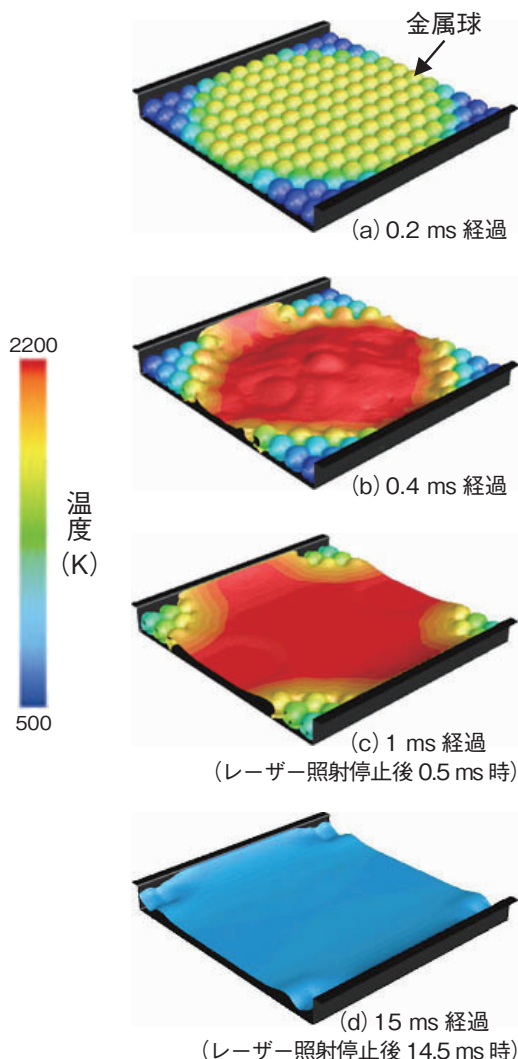 金属球
(a) 0.2 ms 経過
2200
温度
(K)
500
(b) 0.4 ms 経過
(c) 1 ms 経過
(レーザー照射停止後 0.5 ms 時)
(d) 15 ms 経過
(レーザー照射停止後 14.5 ms 時)